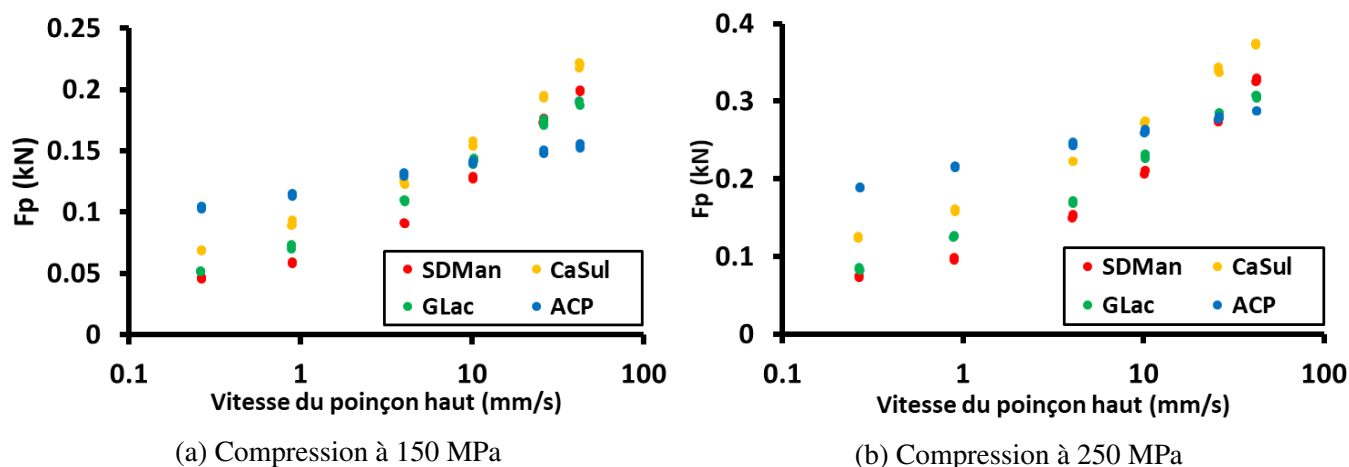 0.25
0.2
0.15
0.1
0.05
0
Fp (kN)
SDMan
CaSul
GLac
ACP
0.1
1
10
100
Vitesse du poinçon haut (mm/s)
(a) Compression à 150 MPa
b)
0.4
0.3
0.2
0.1
0.0
Fp (kN)
SDMan
CaSul
GLac
ACP
0.1
1
10
100
Vitesse du poinçon haut (mm/s)
(b) Compression à 250 MPa